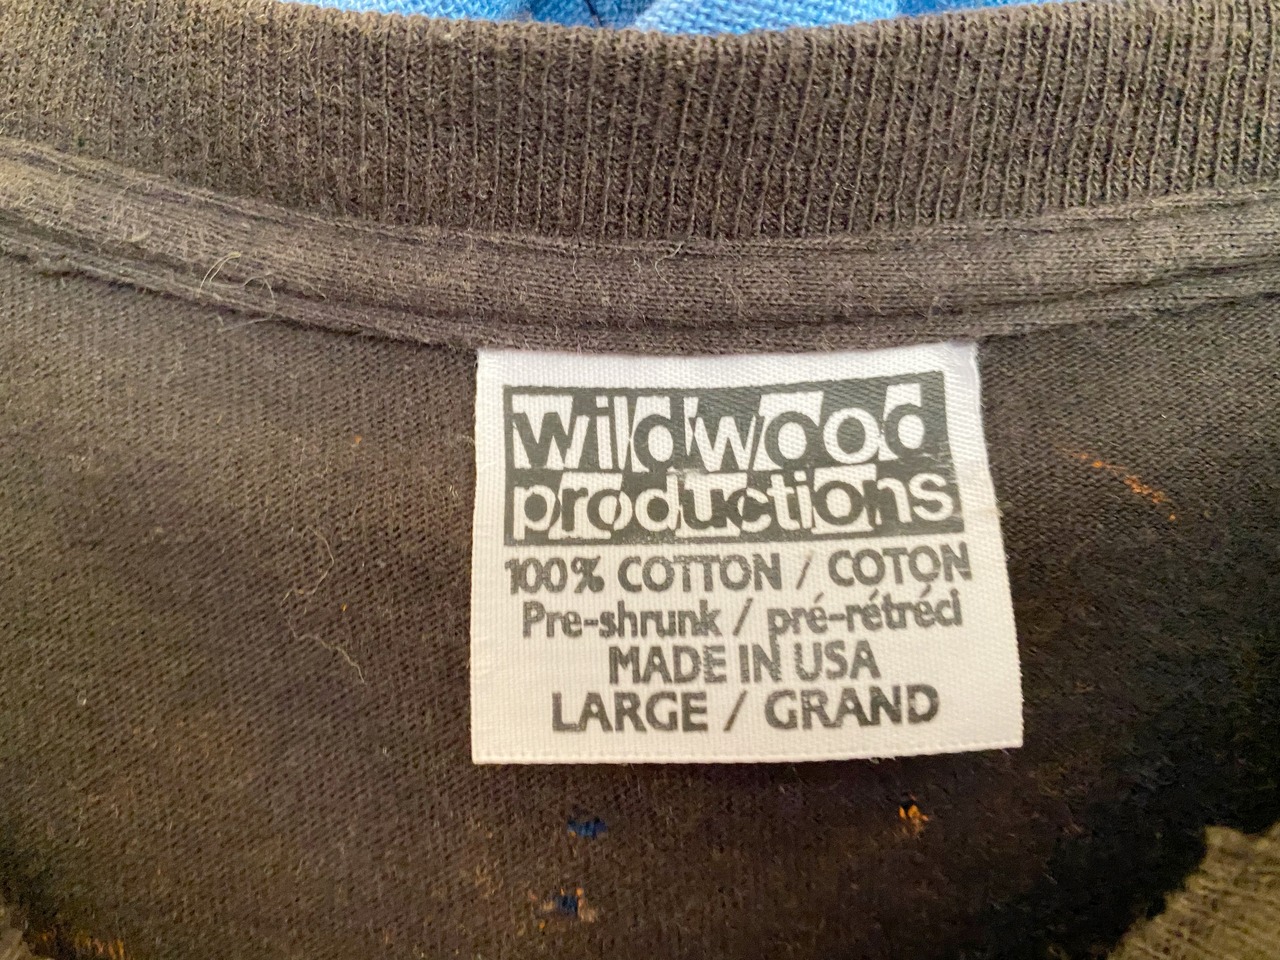 wildwood
productions
100% COTTON / COTON
Pre-shrunk / pré-rétréci
MADE IN USA
LARGE / GRAND